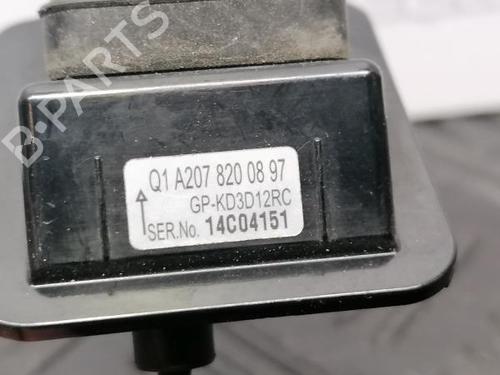 B-PARTS
Q1 A207 820 08 97
GP-KD3D12RC
SER.No. 14C04151